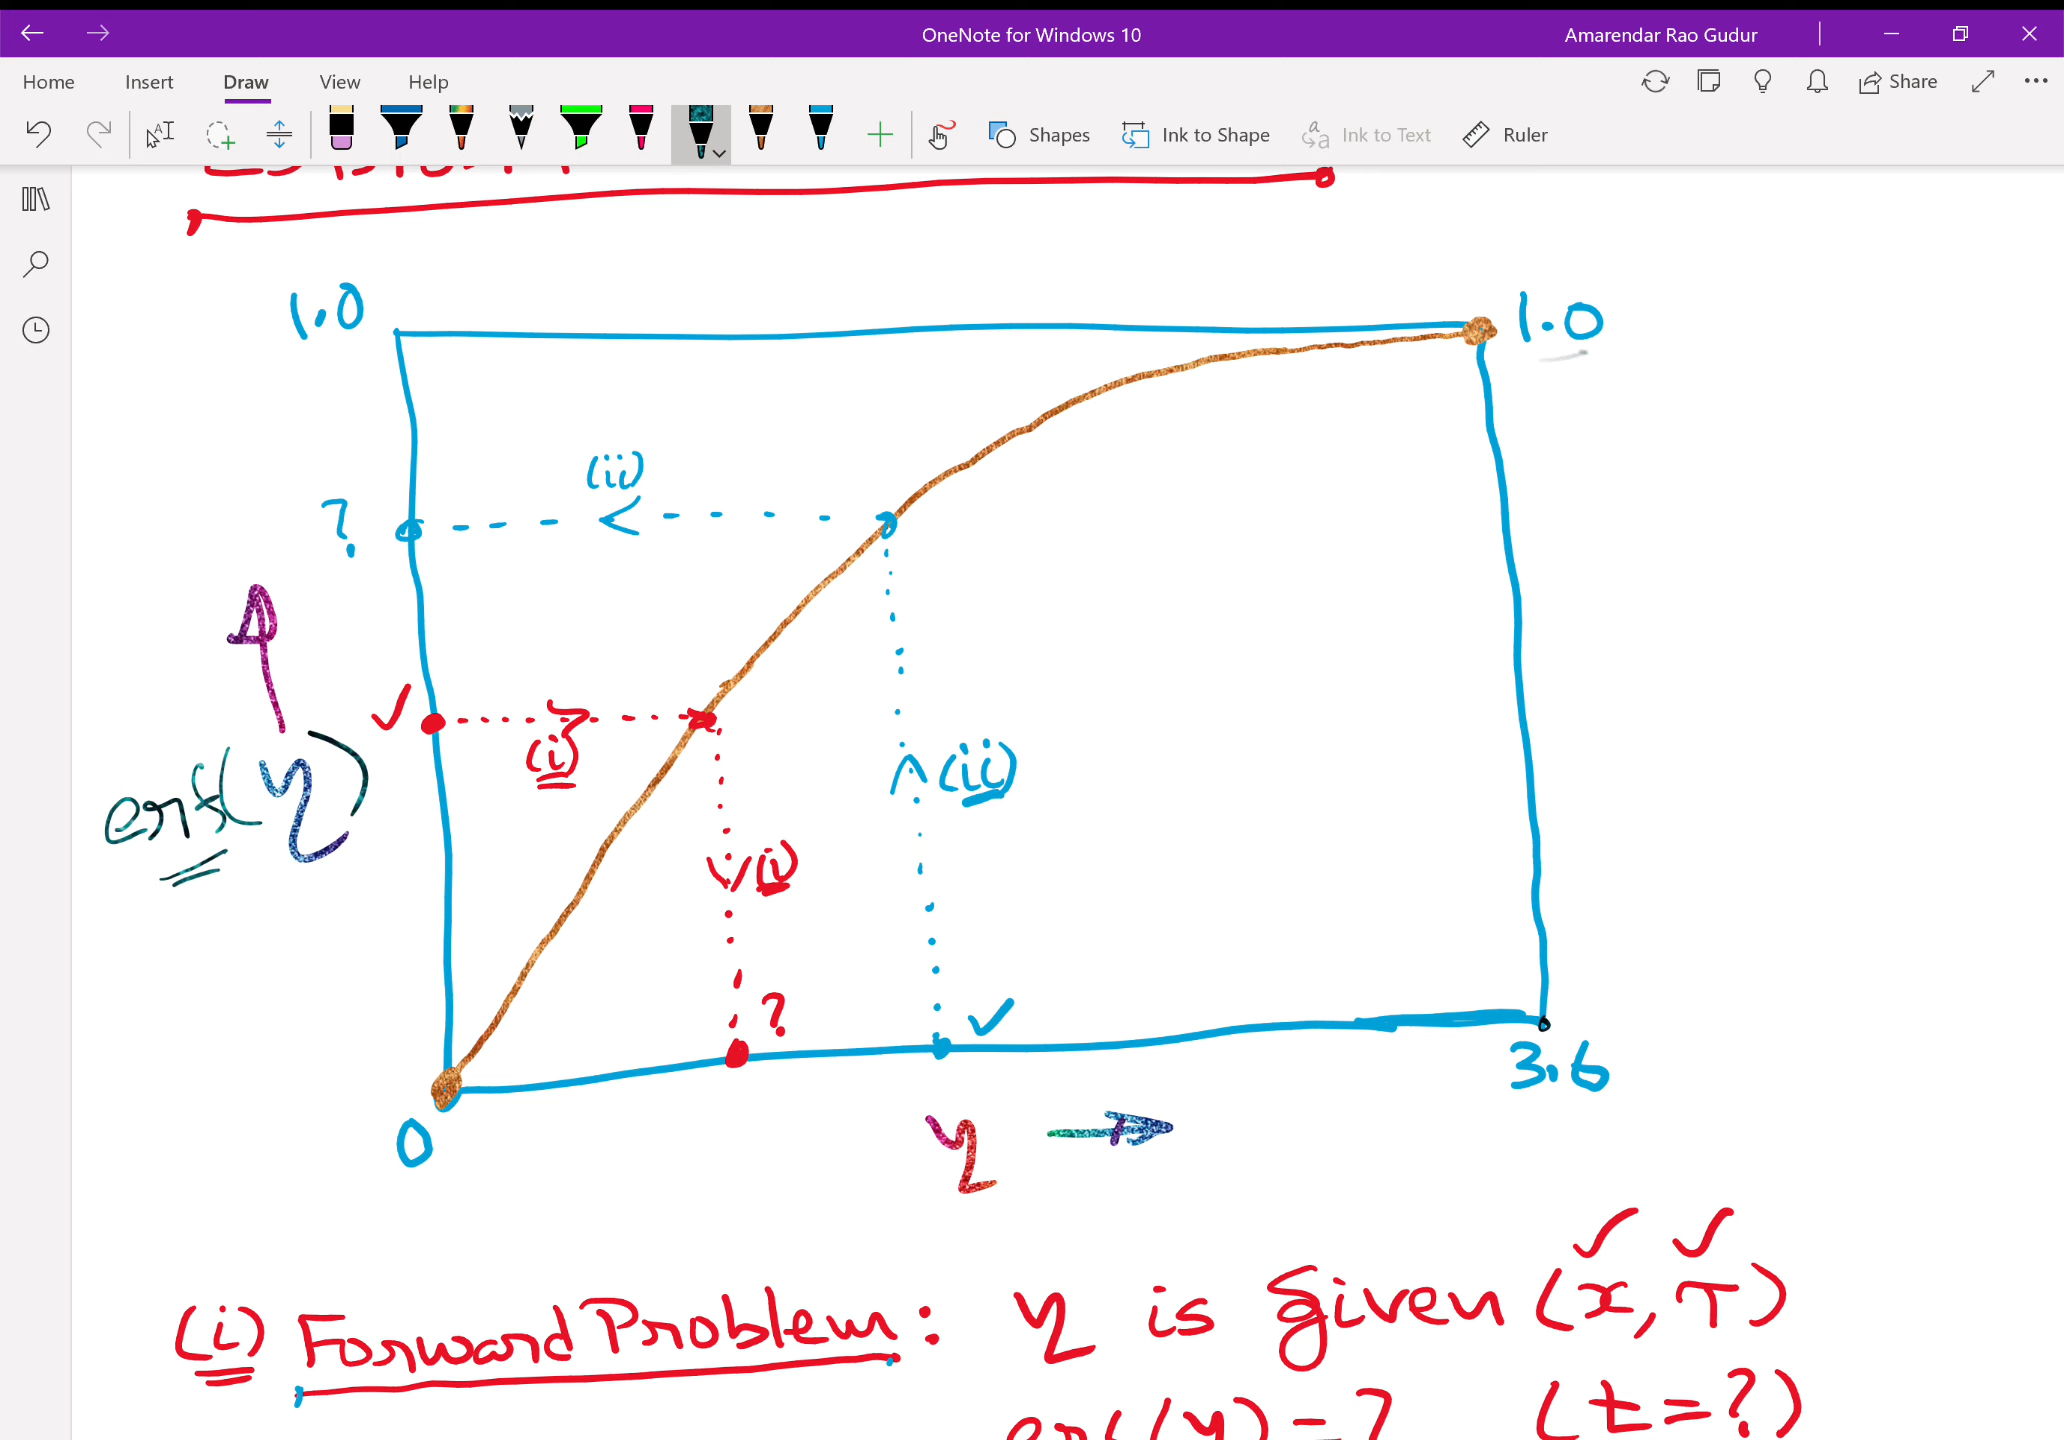 OneNote for Windows 10
Amarendar Rao Gudur
Home Insert Draw View Help Share
Shapes Ink to Shape Ink to Text Ruler
1.0 1.0
(ii)
?
✓
(i)
erf(η)
(ii)
(i)
? ✓
0 3.6
η →
✓ ✓
(i) Forward Problem: η is given (x, τ)
erf(η) = ? (t=?)